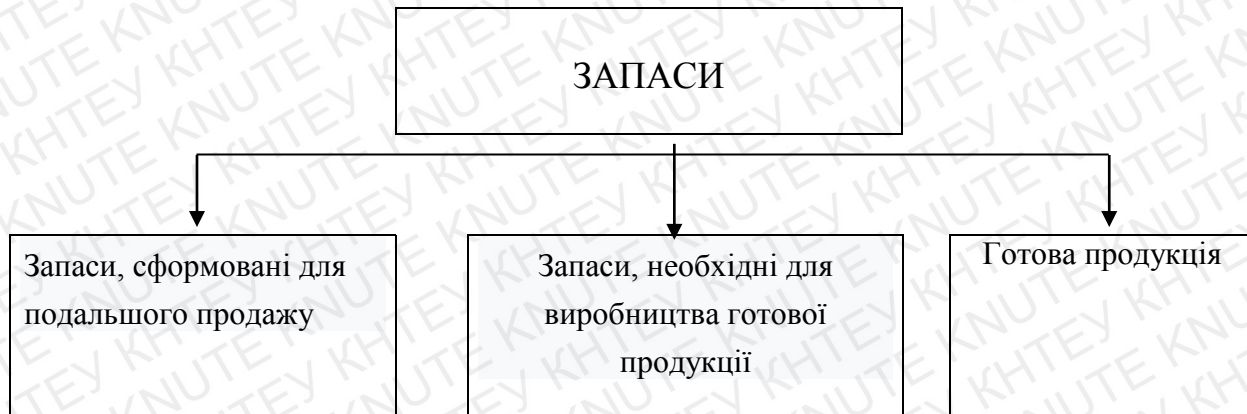 ЗАПАСИ
Запаси, сформовані для
подальшого продажу
Запаси, необхідні для
виробництва готової
продукції
Готова продукція